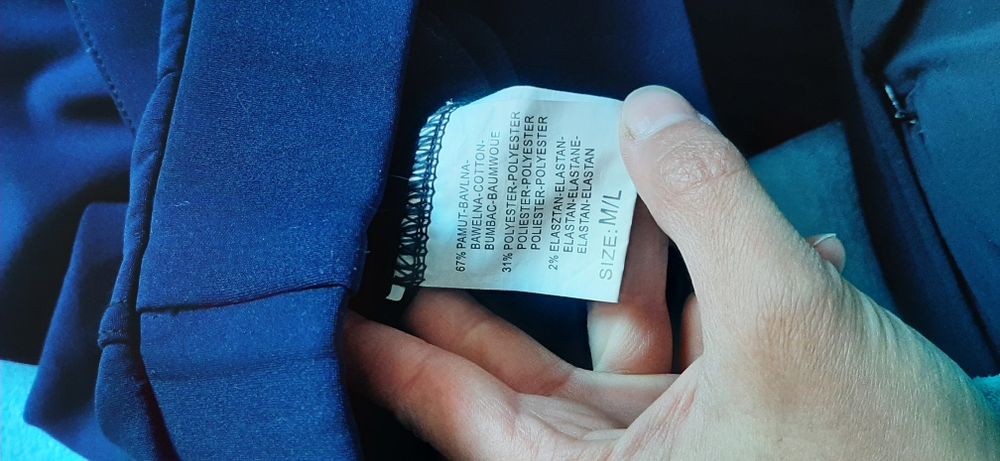 67% PAMUT-BAVLNA-
BAWELNA-COTTON-
BUMBAC-BAUMWOUE
31% POLYESTER-POLYESTER
POLIESTER-POLYESTER
POLIESTER-POLYESTER
2% ELASZTAN-ELASTAN-
ELASTAN-ELASTANE-
ELASTAN-ELASTAN
SIZE: M/L